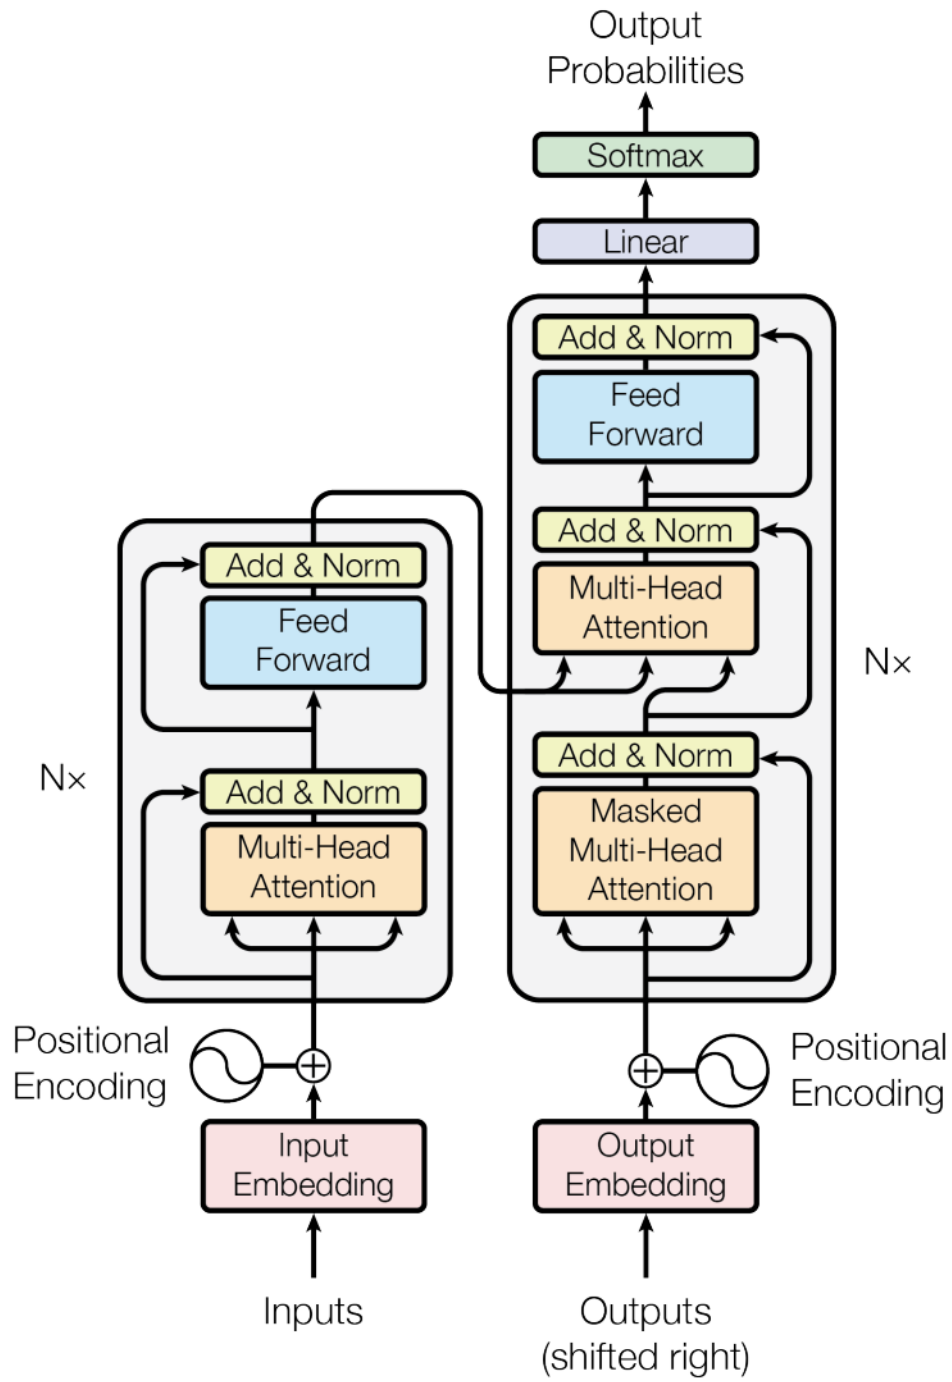 Output
Probabilities
Softmax
Linear
Add & Norm
Feed
Forward
Add & Norm
Multi-Head
Attention
N×
Add & Norm
Masked
Multi-Head
Attention
Add & Norm
Feed
Forward
N×
Add & Norm
Multi-Head
Attention
Positional
Encoding
Positional
Encoding
Input
Embedding
Output
Embedding
Inputs
Outputs
(shifted right)